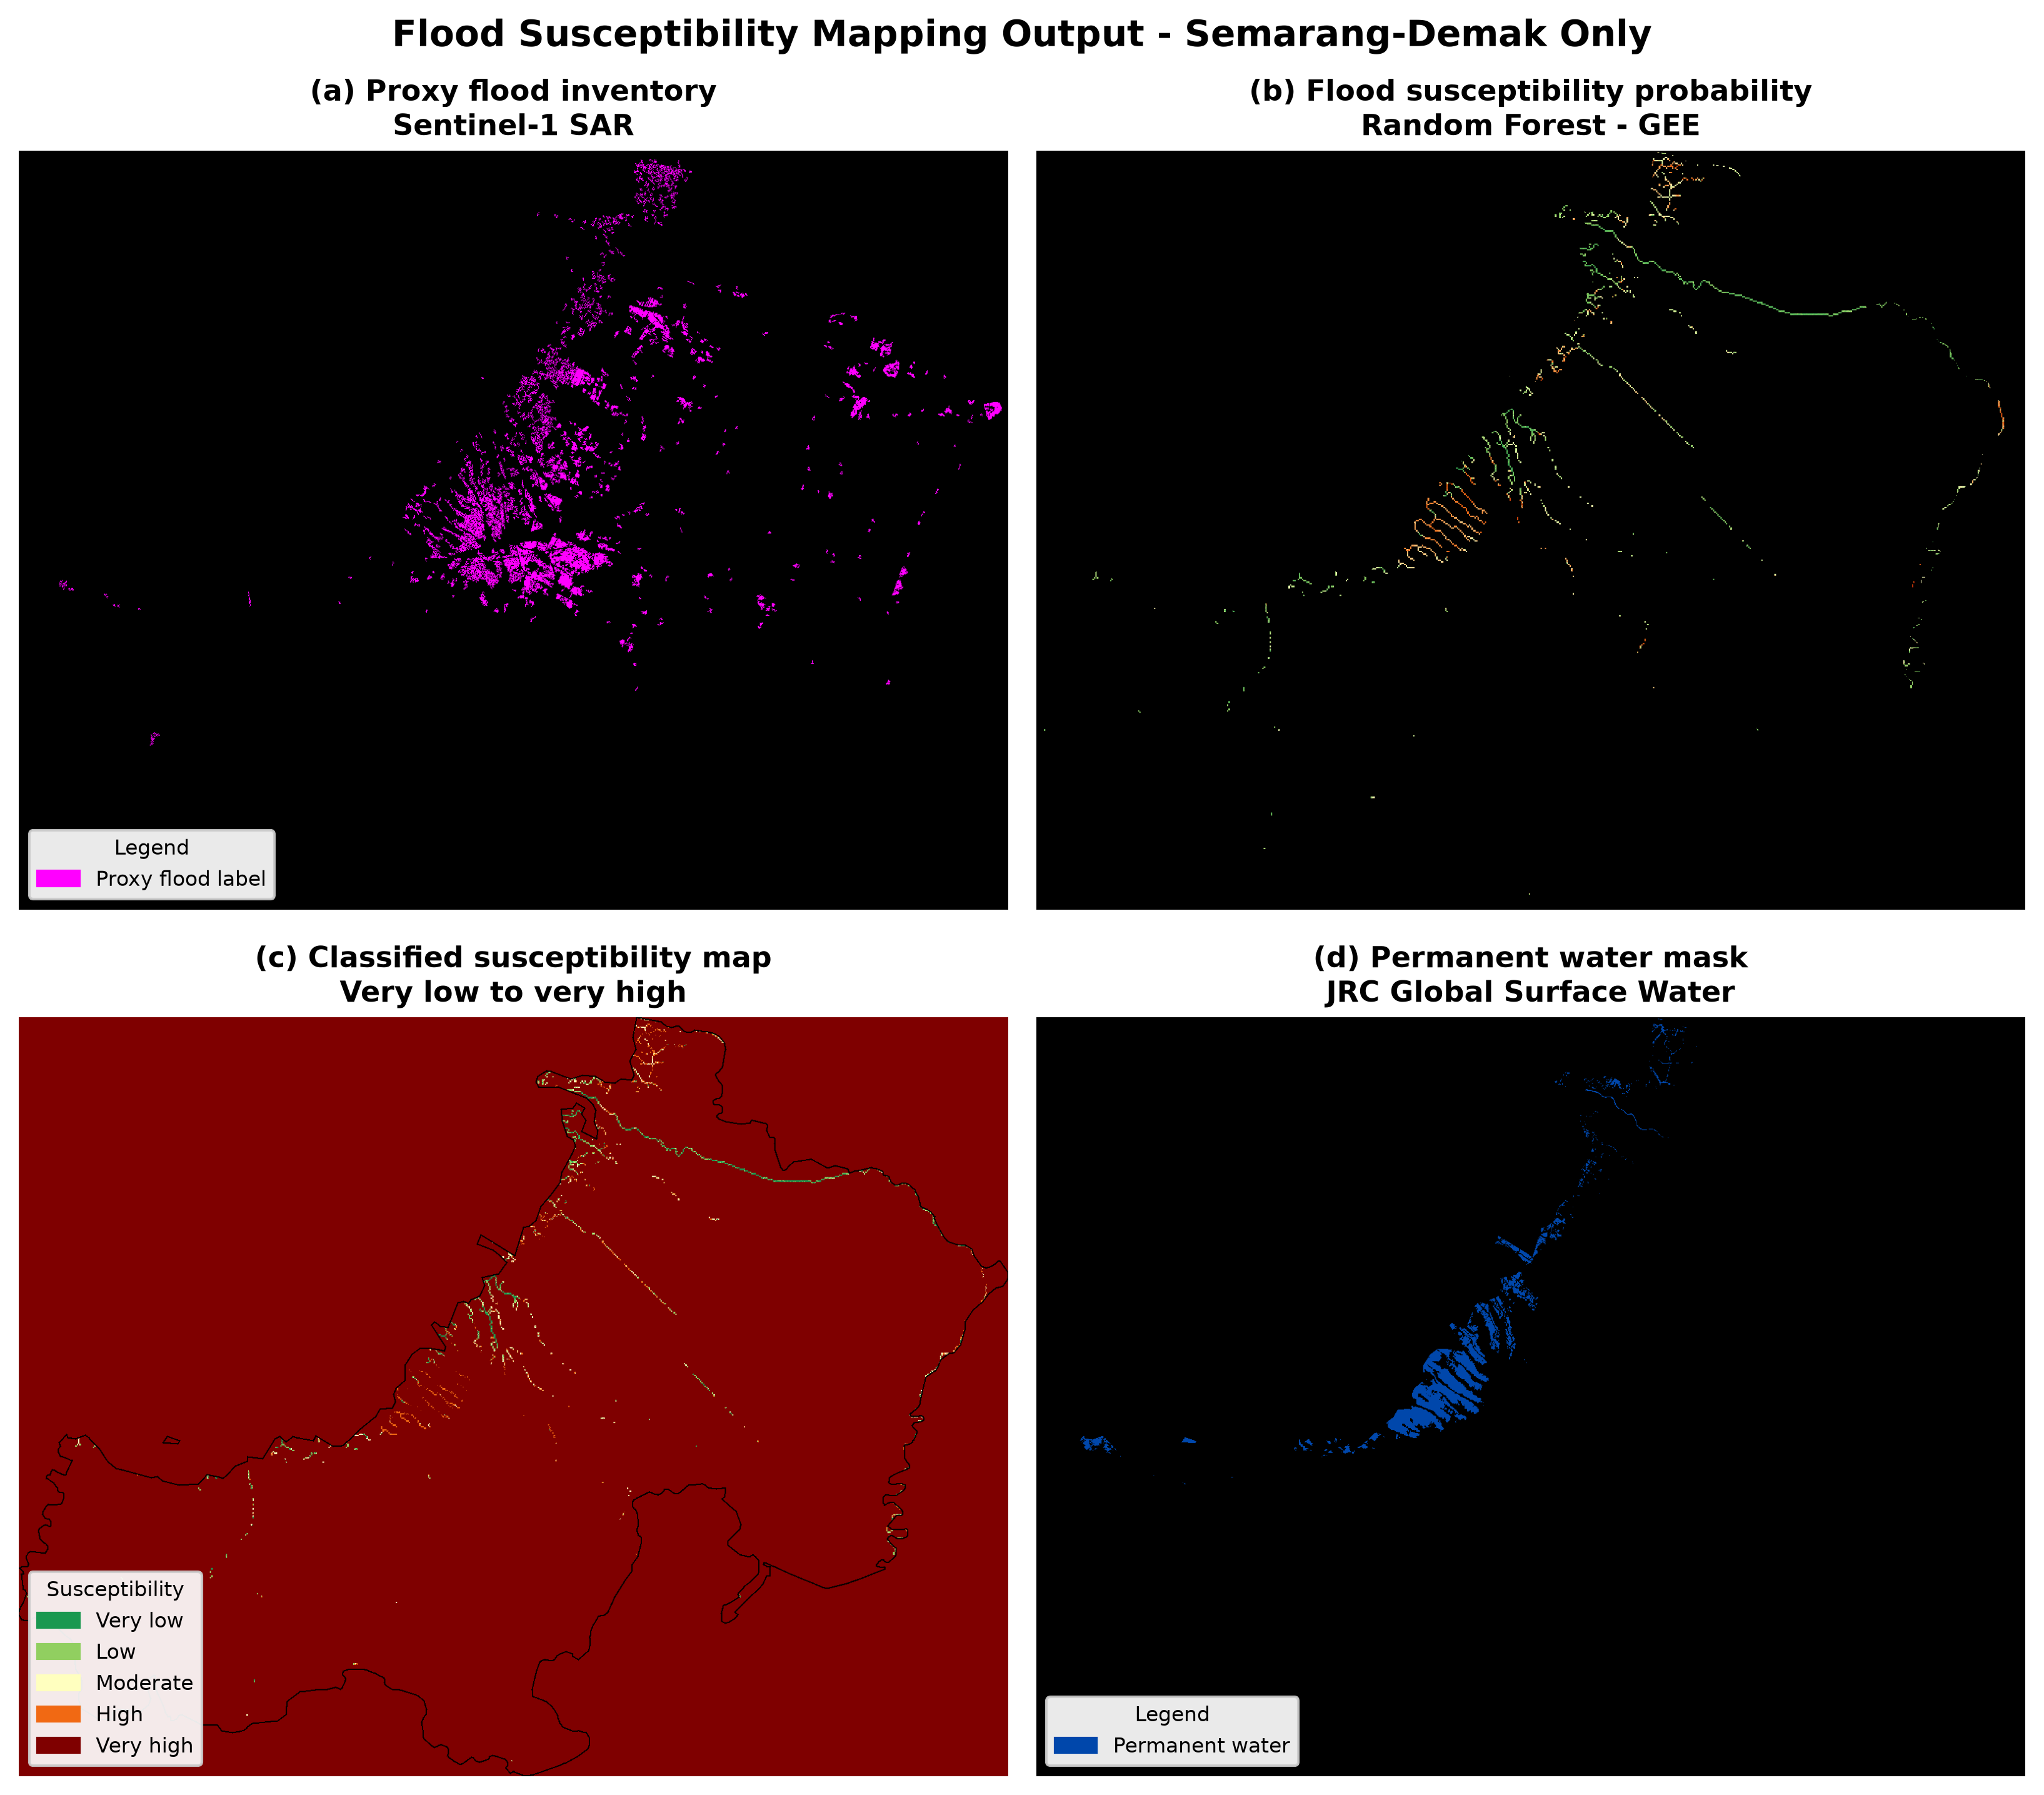 Flood Susceptibility Mapping Output - Semarang-Demak Only
(a) Proxy flood inventory
Sentinel-1 SAR
(b) Flood susceptibility probability
Random Forest - GEE
Legend
Proxy flood label
(c) Classified susceptibility map
Very low to very high
(d) Permanent water mask
JRC Global Surface Water
Susceptibility
Very low
Low
Moderate
High
Very high
Legend
Permanent water